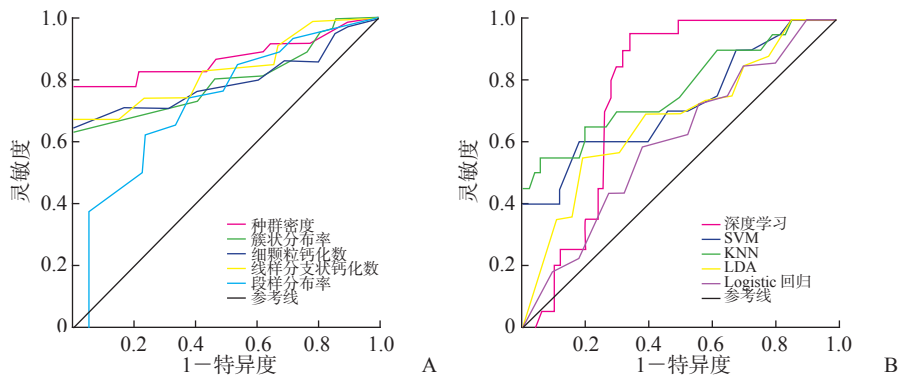 1.0
0.8
0.6
0.4
0.2
0
灵敏度
种群密度
簇状分布率
细颗粒钙化数
线样分支状钙化数
段样分布率
参考线
0.2 0.4 0.6 0.8 1.0
1－特异度
A
1.0
0.8
0.6
0.4
0.2
0
灵敏度
深度学习
SVM
KNN
LDA
Logistic 回归
参考线
0.2 0.4 0.6 0.8 1.0
1－特异度
B